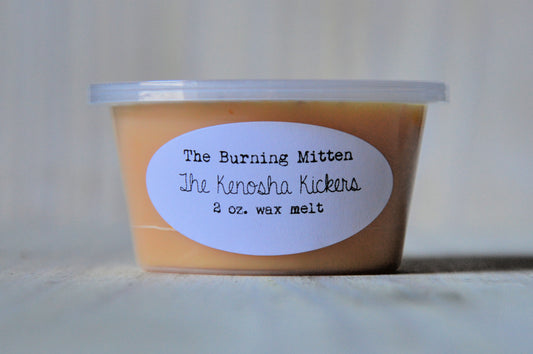 The Burning Mitten
The Kenosha Kickers
2 oz. wax melt